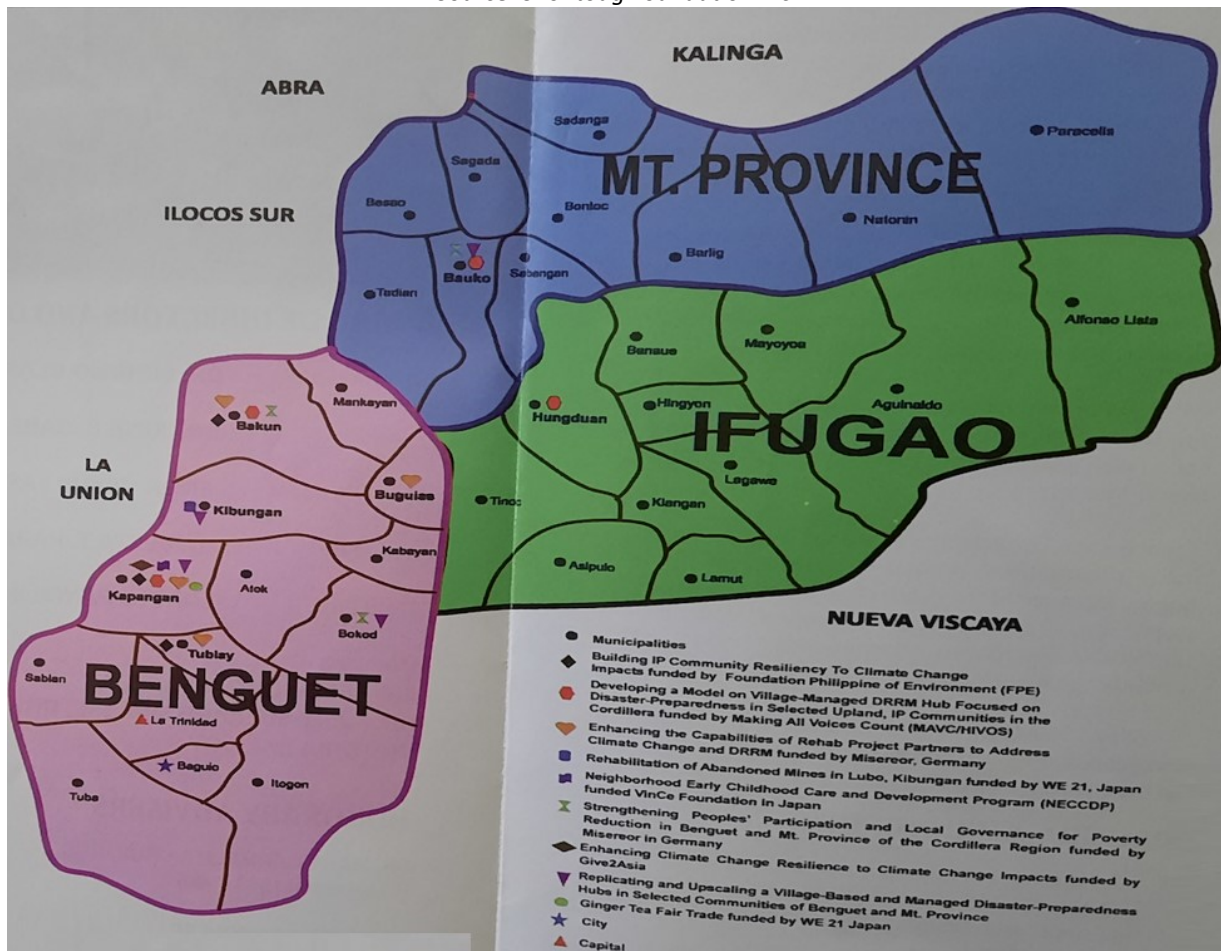 KALINGA
ABRA
Sadanga
Paracelis
MT. PROVINCE
Sagada
ILOCOS SUR
Besao
Bontoc
Natonin
Barlig
Sabangan
Bauko
Tadian
Alfonso Lista
Banaue
Mayoyoa
Mankayan
Hingyon
Aguinaldo
Hungduan
Bakun
IFUGAO
LA
UNION
Lagawe
Buguias
Tinoc
Kiangan
Kibungan
Kabayan
Asipulo
Lamut
Atok
Kapangan
Bokod
NUEVA VISCAYA
Tublay
Sablan
BENGUET
La Trinidad
Baguio
Itogon
Tuba
Municipalities
Building IP Community Resiliency To Climate Change
Impacts funded by Foundation Philippine of Environment (FPE)
Developing a Model on Village-Managed DRRM Hub Focused on
Disaster-Preparedness in Selected Upland, IP Communities in the
Cordillera funded by Making All Voices Count (MAVC/HIVOS)
Enhancing the Capabilities of Rehab Project Partners to Address
Climate Change and DRRM funded by Misereor, Germany
Rehabilitation of Abandoned Mines in Lubo, Kibungan funded by WE 21, Japan
Neighborhood Early Childhood Care and Development Program (NECCDP)
funded VinCe Foundation in Japan
Strengthening Peoples' Participation and Local Governance for Poverty
Reduction in Benguet and Mt. Province of the Cordillera Region funded by
Misereor in Germany
Enhancing Climate Change Resilience to Climate Change Impacts funded by
Give2Asia
Replicating and Upscaling a Village-Based and Managed Disaster-Preparedness
Hubs in Selected Communities of Benguet and Mt. Province
Ginger Tea Fair Trade funded by WE 21 Japan
City
Capital